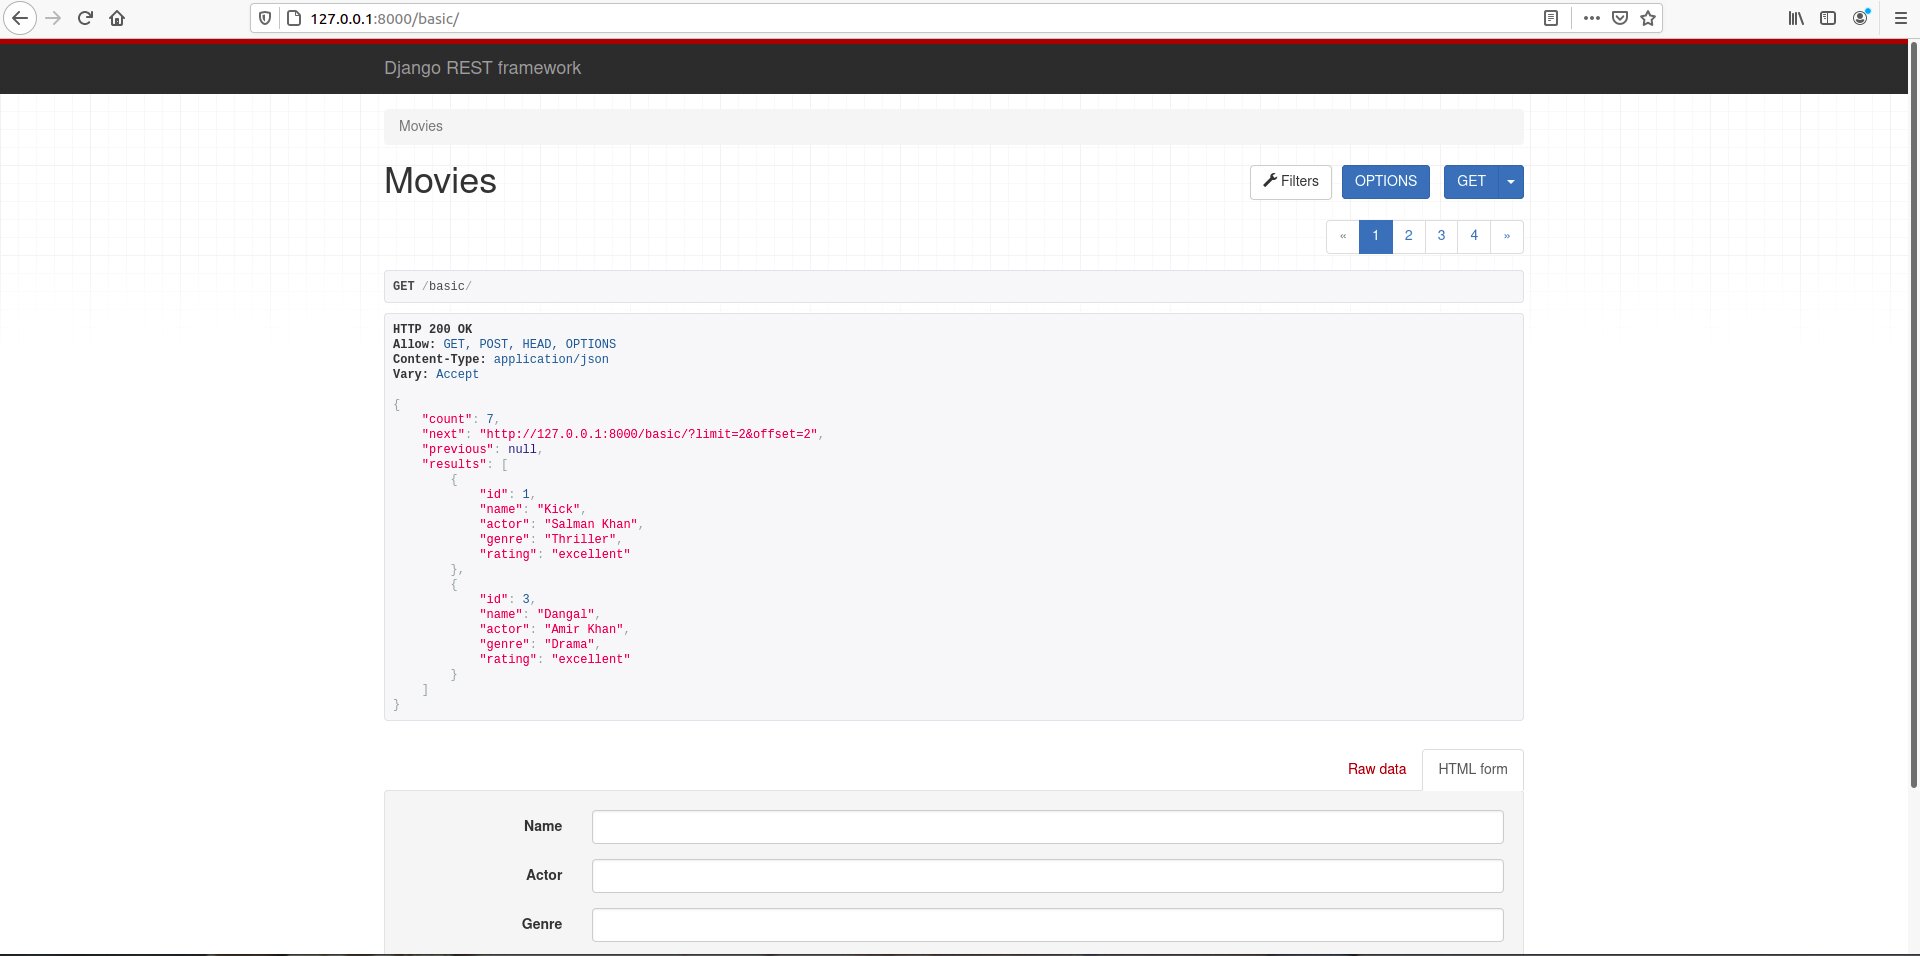 127.0.0.1:8000/basic/
Django REST framework
Movies
Movies
Filters
OPTIONS
GET
« 1 2 3 4 »
GET /basic/
HTTP 200 OK
Allow: GET, POST, HEAD, OPTIONS
Content-Type: application/json
Vary: Accept
{
    "count": 7,
    "next": "http://127.0.0.1:8000/basic/?limit=2&offset=2",
    "previous": null,
    "results": [
        {
            "id": 1,
            "name": "Kick",
            "actor": "Salman Khan",
            "genre": "Thriller",
            "rating": "excellent"
        },
        {
            "id": 3,
            "name": "Dangal",
            "actor": "Amir Khan",
            "genre": "Drama",
            "rating": "excellent"
        }
    ]
}
Raw data
HTML form
Name
Actor
Genre